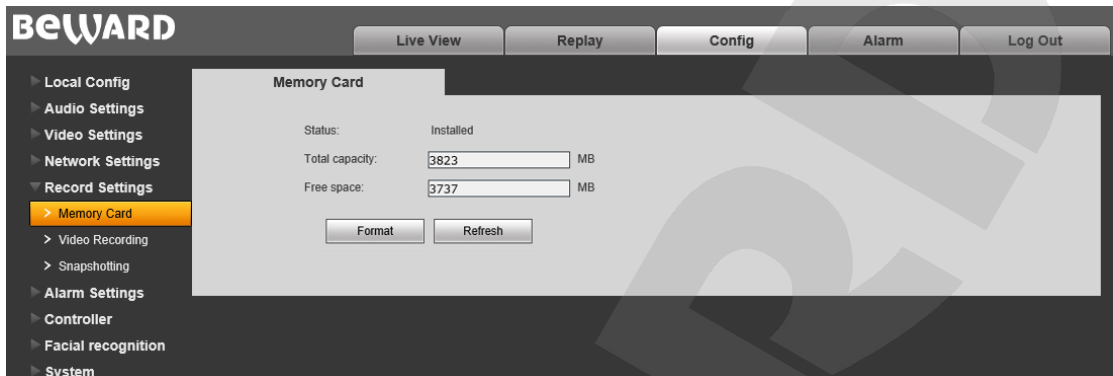 BEWARD
Live View Replay Config Alarm Log Out
Local Config
Audio Settings
Video Settings
Network Settings
Record Settings
> Memory Card
> Video Recording
> Snapshotting
Alarm Settings
Controller
Facial recognition
System
Memory Card
Status: Installed
Total capacity: 3823 MB
Free space: 3737 MB
Format Refresh